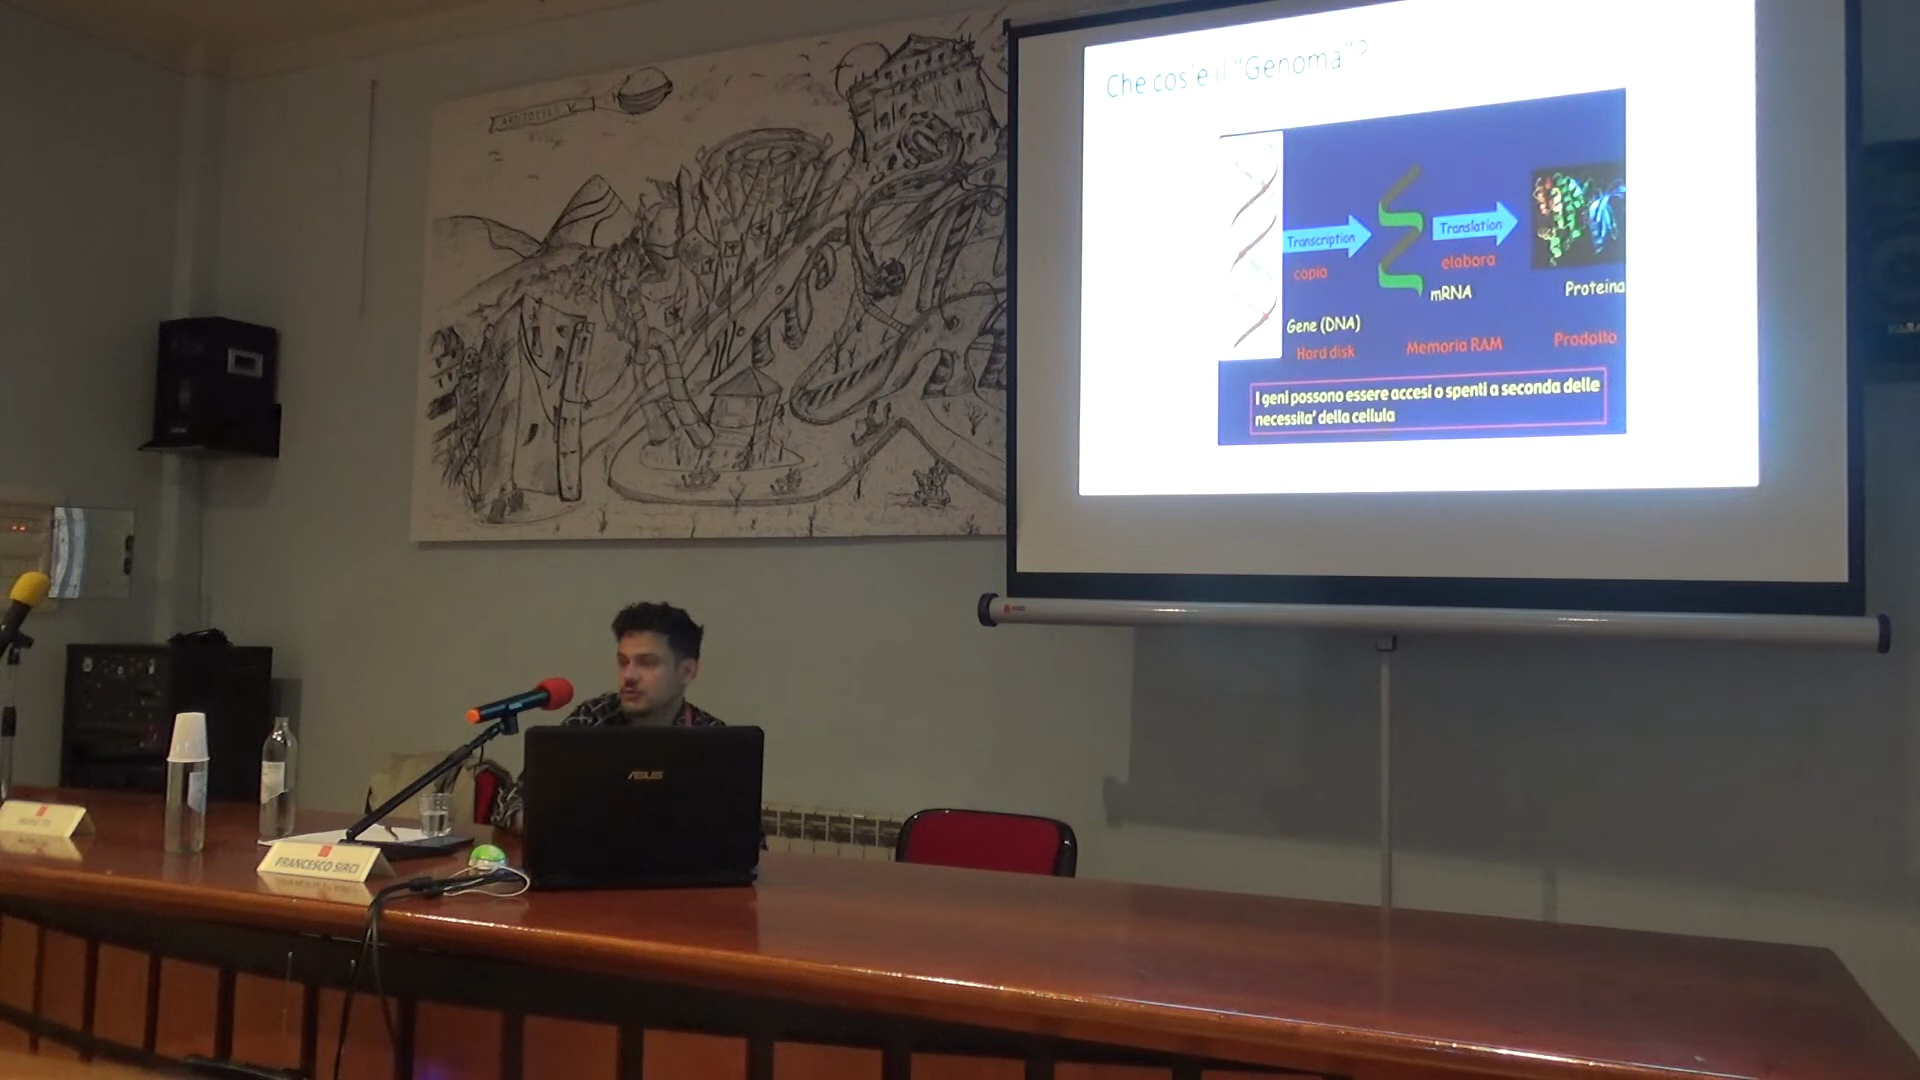 Che cos'e il "Genoma"?
Transcription
copia
Translation
elabora
mRNA
Proteina
Gene (DNA)
Hard disk
Memoria RAM
Prodotto
I geni possono essere accesi o spenti a seconda delle
necessita' della cellula
ASUS
FRANCESCO SIRCI